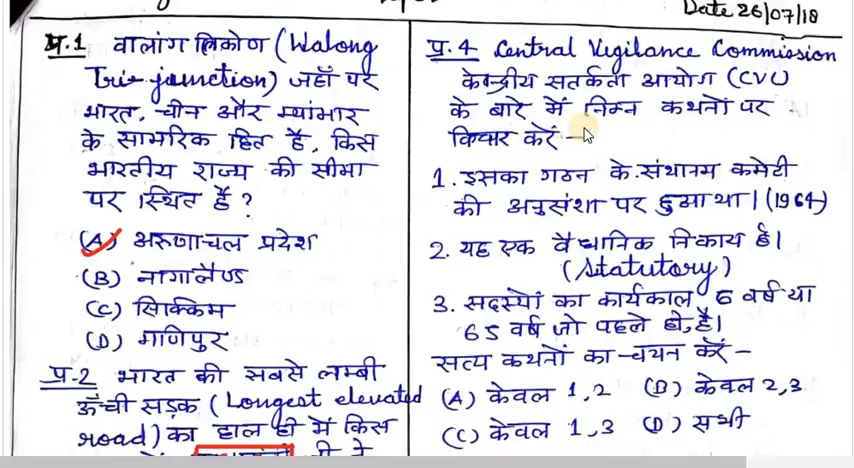 Date 26/07/18
प्र.1 वालांग त्रिकोण (Walong
Tri-junction) जहाँ पर
भारत, चीन और म्यांमार
के सामरिक हित है, किस
भारतीय राज्य की सीमा
पर स्थित है ?
(A) अरुणाचल प्रदेश
(B) नागालैण्ड
(C) सिक्किम
(D) मणिपुर
प्र.2 भारत की सबसे लम्बी
ऊँची सड़क (Longest elevated
road) का हाल ही में किस
प्र.4 Central Vigilance Commission
केन्द्रीय सतर्कता आयोग (CVC)
के बारे में निम्न कथनों पर
विचार करें -
1. इसका गठन के. संथानम कमेटी
की अनुसंशा पर हुआ था। (1964)
2. यह एक वैधानिक निकाय है।
(Statutory)
3. सदस्यों का कार्यकाल 6 वर्ष या
65 वर्ष जो पहले हो, है।
सत्य कथनों का चयन करें -
(A) केवल 1,2 (B) केवल 2,3
(C) केवल 1,3 (D) सभी